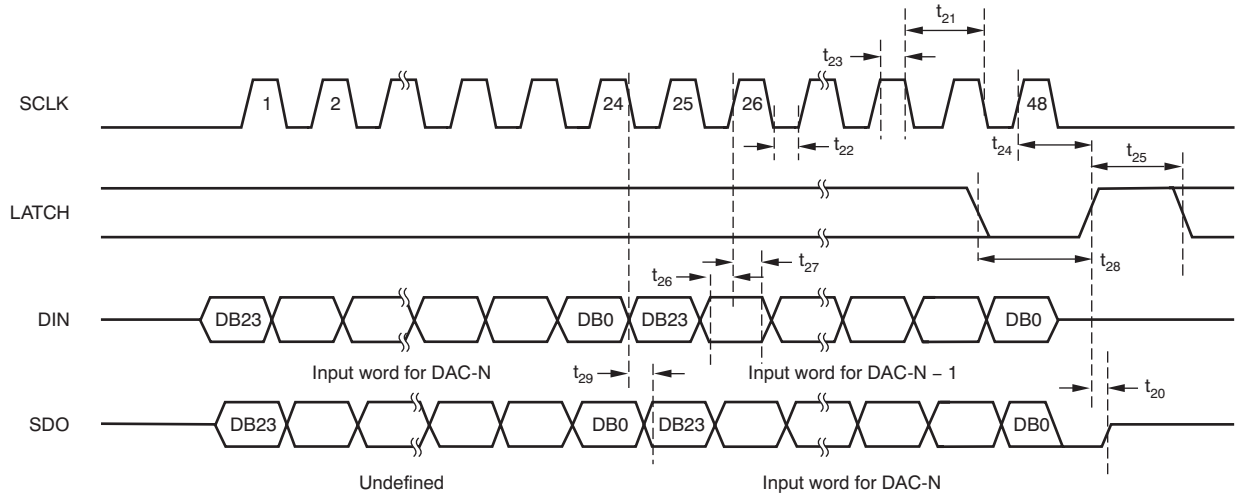 t21
t23
SCLK
1 2 24 25 26 48
t22
t24
t25
LATCH
t28
t27
t26
DIN
DB23 DB0 DB23 DB0
Input word for DAC-N
t29
Input word for DAC-N – 1
t20
SDO
DB23 DB0 DB23 DB0
Undefined
Input word for DAC-N